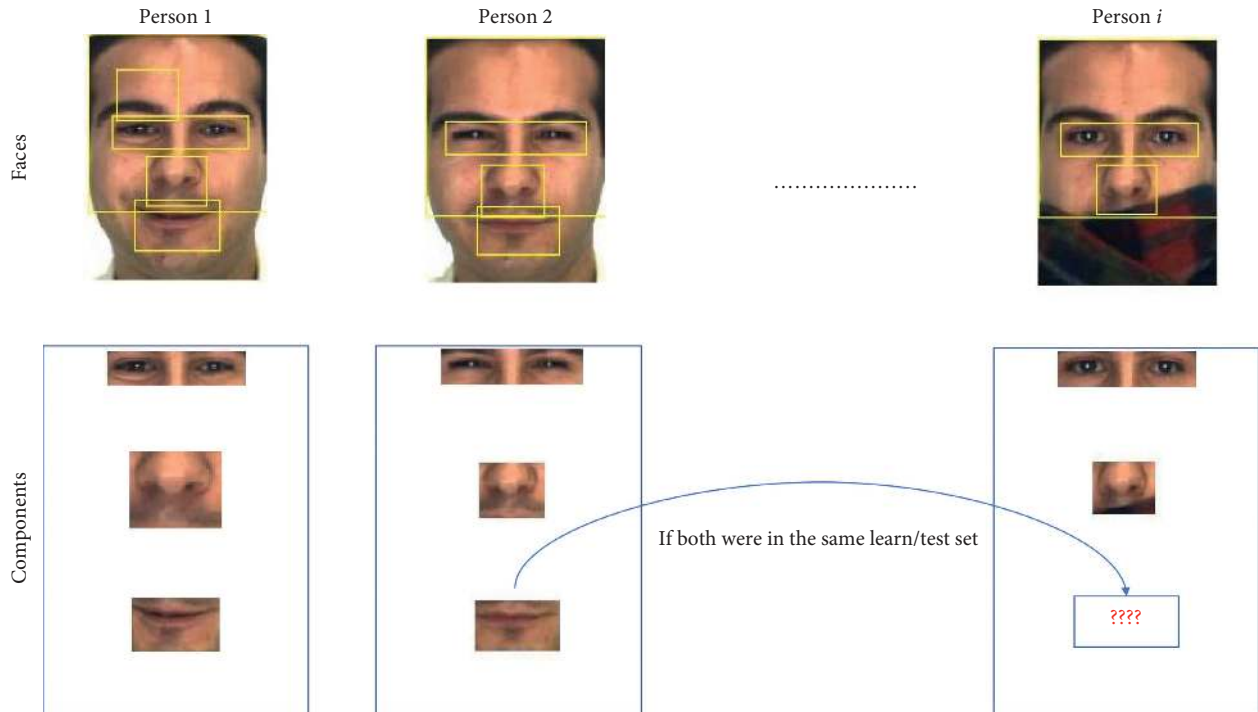 Person 1
Person 2
Person i
Faces
.....................
Components
If both were in the same learn/test set
????